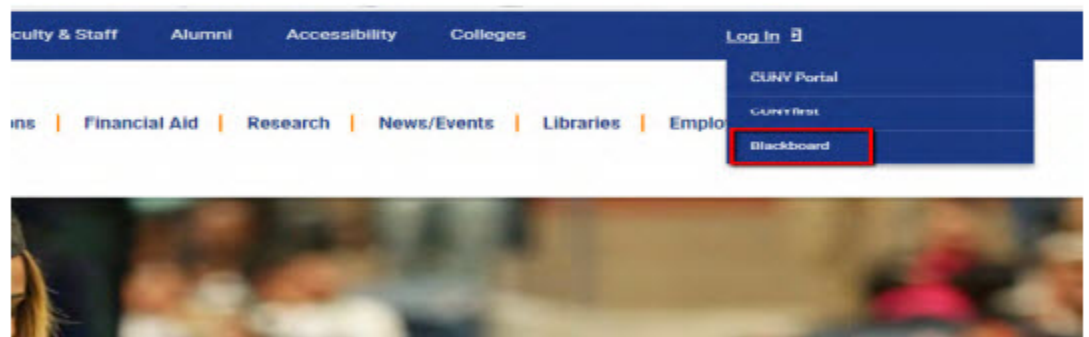 culty & Staff Alumni Accessibility Colleges Log In
CUNY Portal
CUNYfirst
ons | Financial Aid | Research | News/Events | Libraries | Emplo
Blackboard